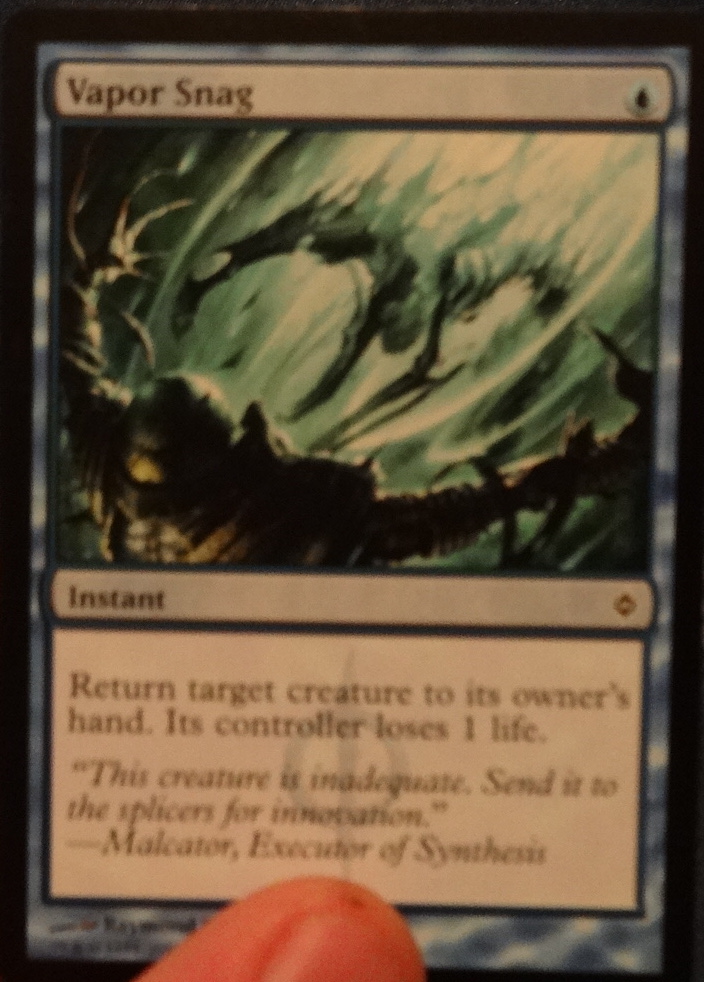 Vapor Snag
Instant
Return target creature to its owner's
hand. Its controller loses 1 life.
"This creature is inadequate. Send it to
the splicers for innovation."
—Malcator, Executor of Synthesis
Raymond